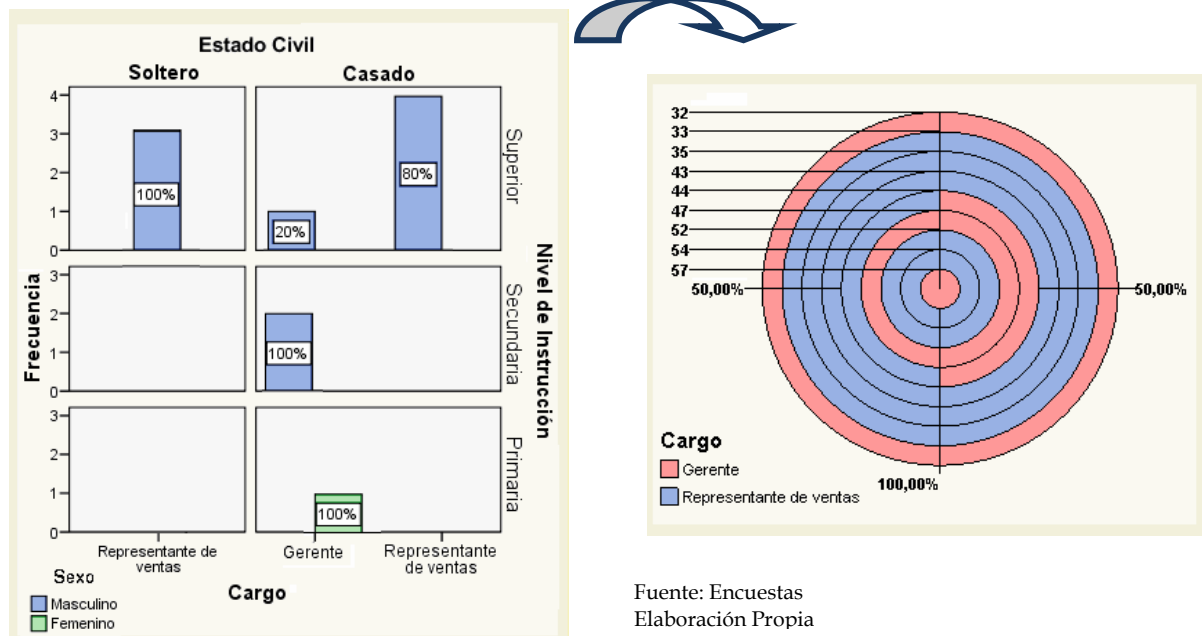 Estado Civil
Soltero
Casado
4
3
2
1
0
100%
20%
80%
Superior
3
2
1
0
100%
Secundaria
3
2
1
0
100%
Primaria
Frecuencia
Nivel de Instrucción
Representante de
ventas
Gerente
Representante
de ventas
Cargo
Sexo
Masculino
Femenino
32
33
35
43
44
47
52
54
57
50,00%
50,00%
100,00%
Cargo
Gerente
Representante de ventas
Fuente: Encuestas
Elaboración Propia